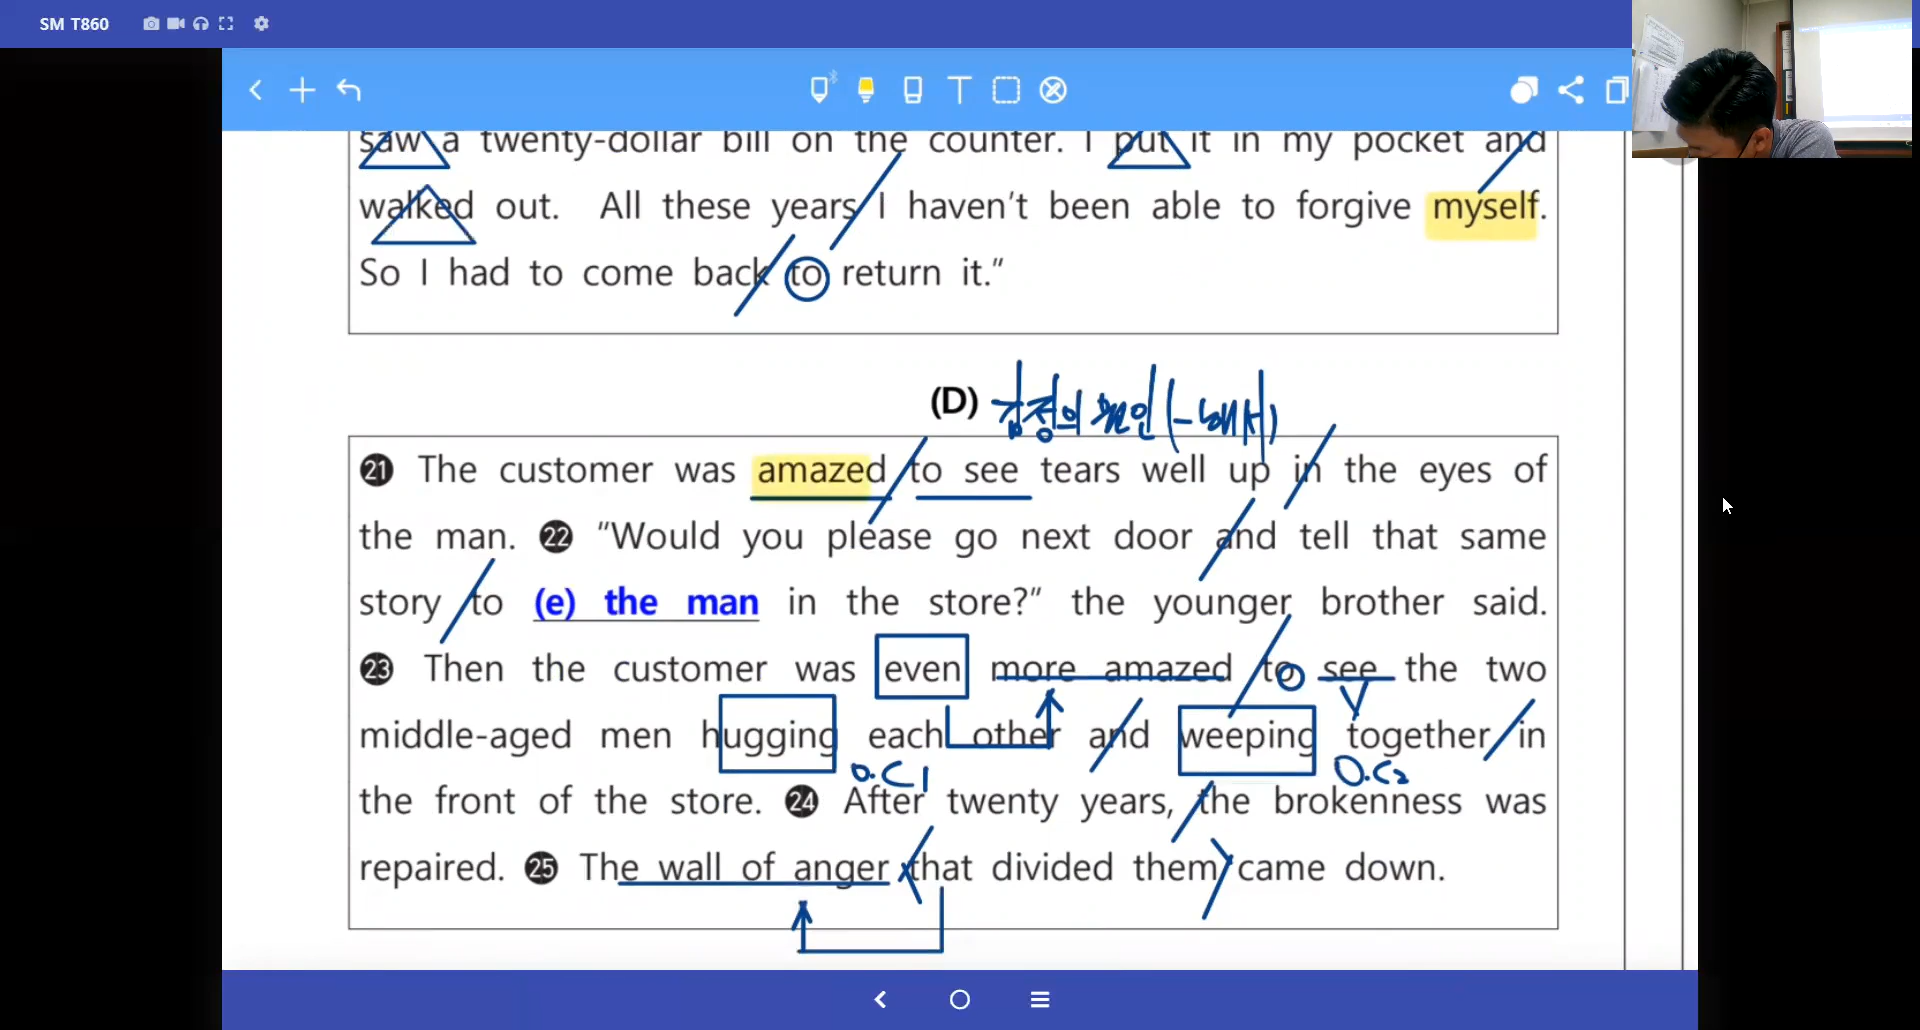 SM T860
saw a twenty-dollar bill on the counter. I put it in my pocket and
walked out. All these years I haven't been able to forgive myself.
So I had to come back to return it.”
(D) 감정의 원인 (-해서)
㉑ The customer was amazed to see tears well up in the eyes of
the man. ㉒ “Would you please go next door and tell that same
story to (e) the man in the store?” the younger brother said.
㉓ Then the customer was even more amazed to see the two
V
middle-aged men hugging each other and weeping together in
O.C1 O.C2
the front of the store. ㉔ After twenty years, the brokenness was
repaired. ㉕ The wall of anger that divided them came down.